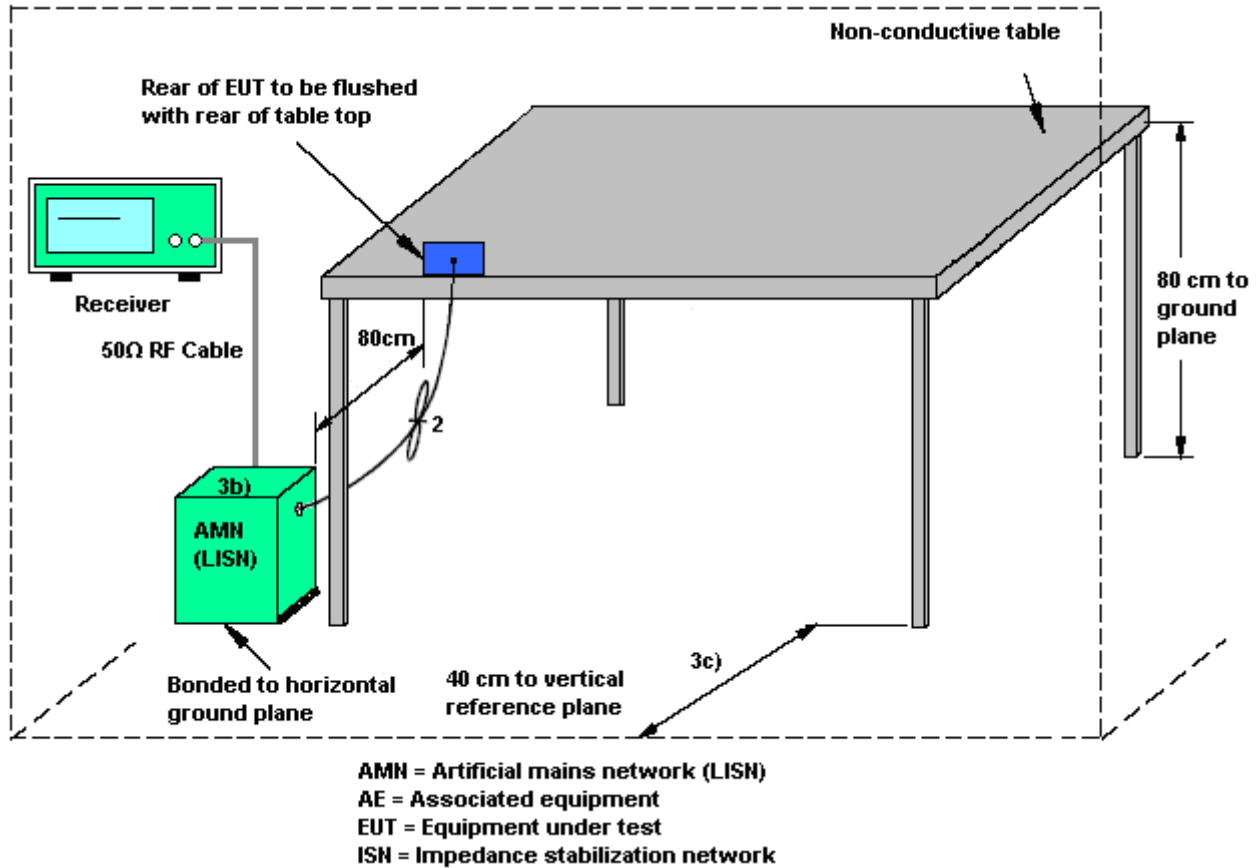 Non-conductive table
Rear of EUT to be flushed
with rear of table top
Receiver
50Ω RF Cable
80cm
80 cm to
ground
plane
2
3b)
AMN
(LISN)
3c)
Bonded to horizontal
ground plane
40 cm to vertical
reference plane
AMN = Artificial mains network (LISN)
AE = Associated equipment
EUT = Equipment under test
ISN = Impedance stabilization network